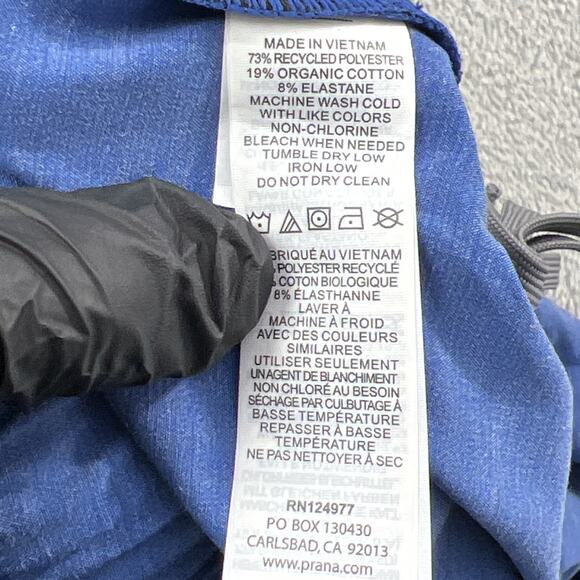 MADE IN VIETNAM
73% RECYCLED POLYESTER
19% ORGANIC COTTON
8% ELASTANE
MACHINE WASH COLD
WITH LIKE COLORS
NON-CHLORINE
BLEACH WHEN NEEDED
TUMBLE DRY LOW
IRON LOW
DO NOT DRY CLEAN
AU VIETNAM
POLYESTER RECYCLÉ
COTON BIOLOGIQUE
8% ÉLASTHANNE
LAVER À
MACHINE À FROID
AVEC DES COULEURS
SIMILAIRES
UTILISER SEULEMENT
UN AGENT DE BLANCHIMENT
NON CHLORÉ AU BESOIN
SÉCHAGE PAR CULBUTAGE À
BASSE TEMPÉRATURE
REPASSER À BASSE
TEMPÉRATURE
NE PAS NETTOYER À SEC
RN124977
PO BOX 130430
CARLSBAD, CA 92013
www.prana.com